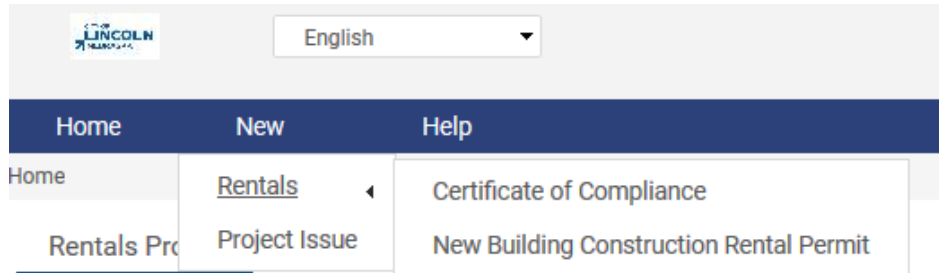 LINCOLN
English
Home New Help
Home
Rentals
Certificate of Compliance
Rentals Pro
Project Issue
New Building Construction Rental Permit